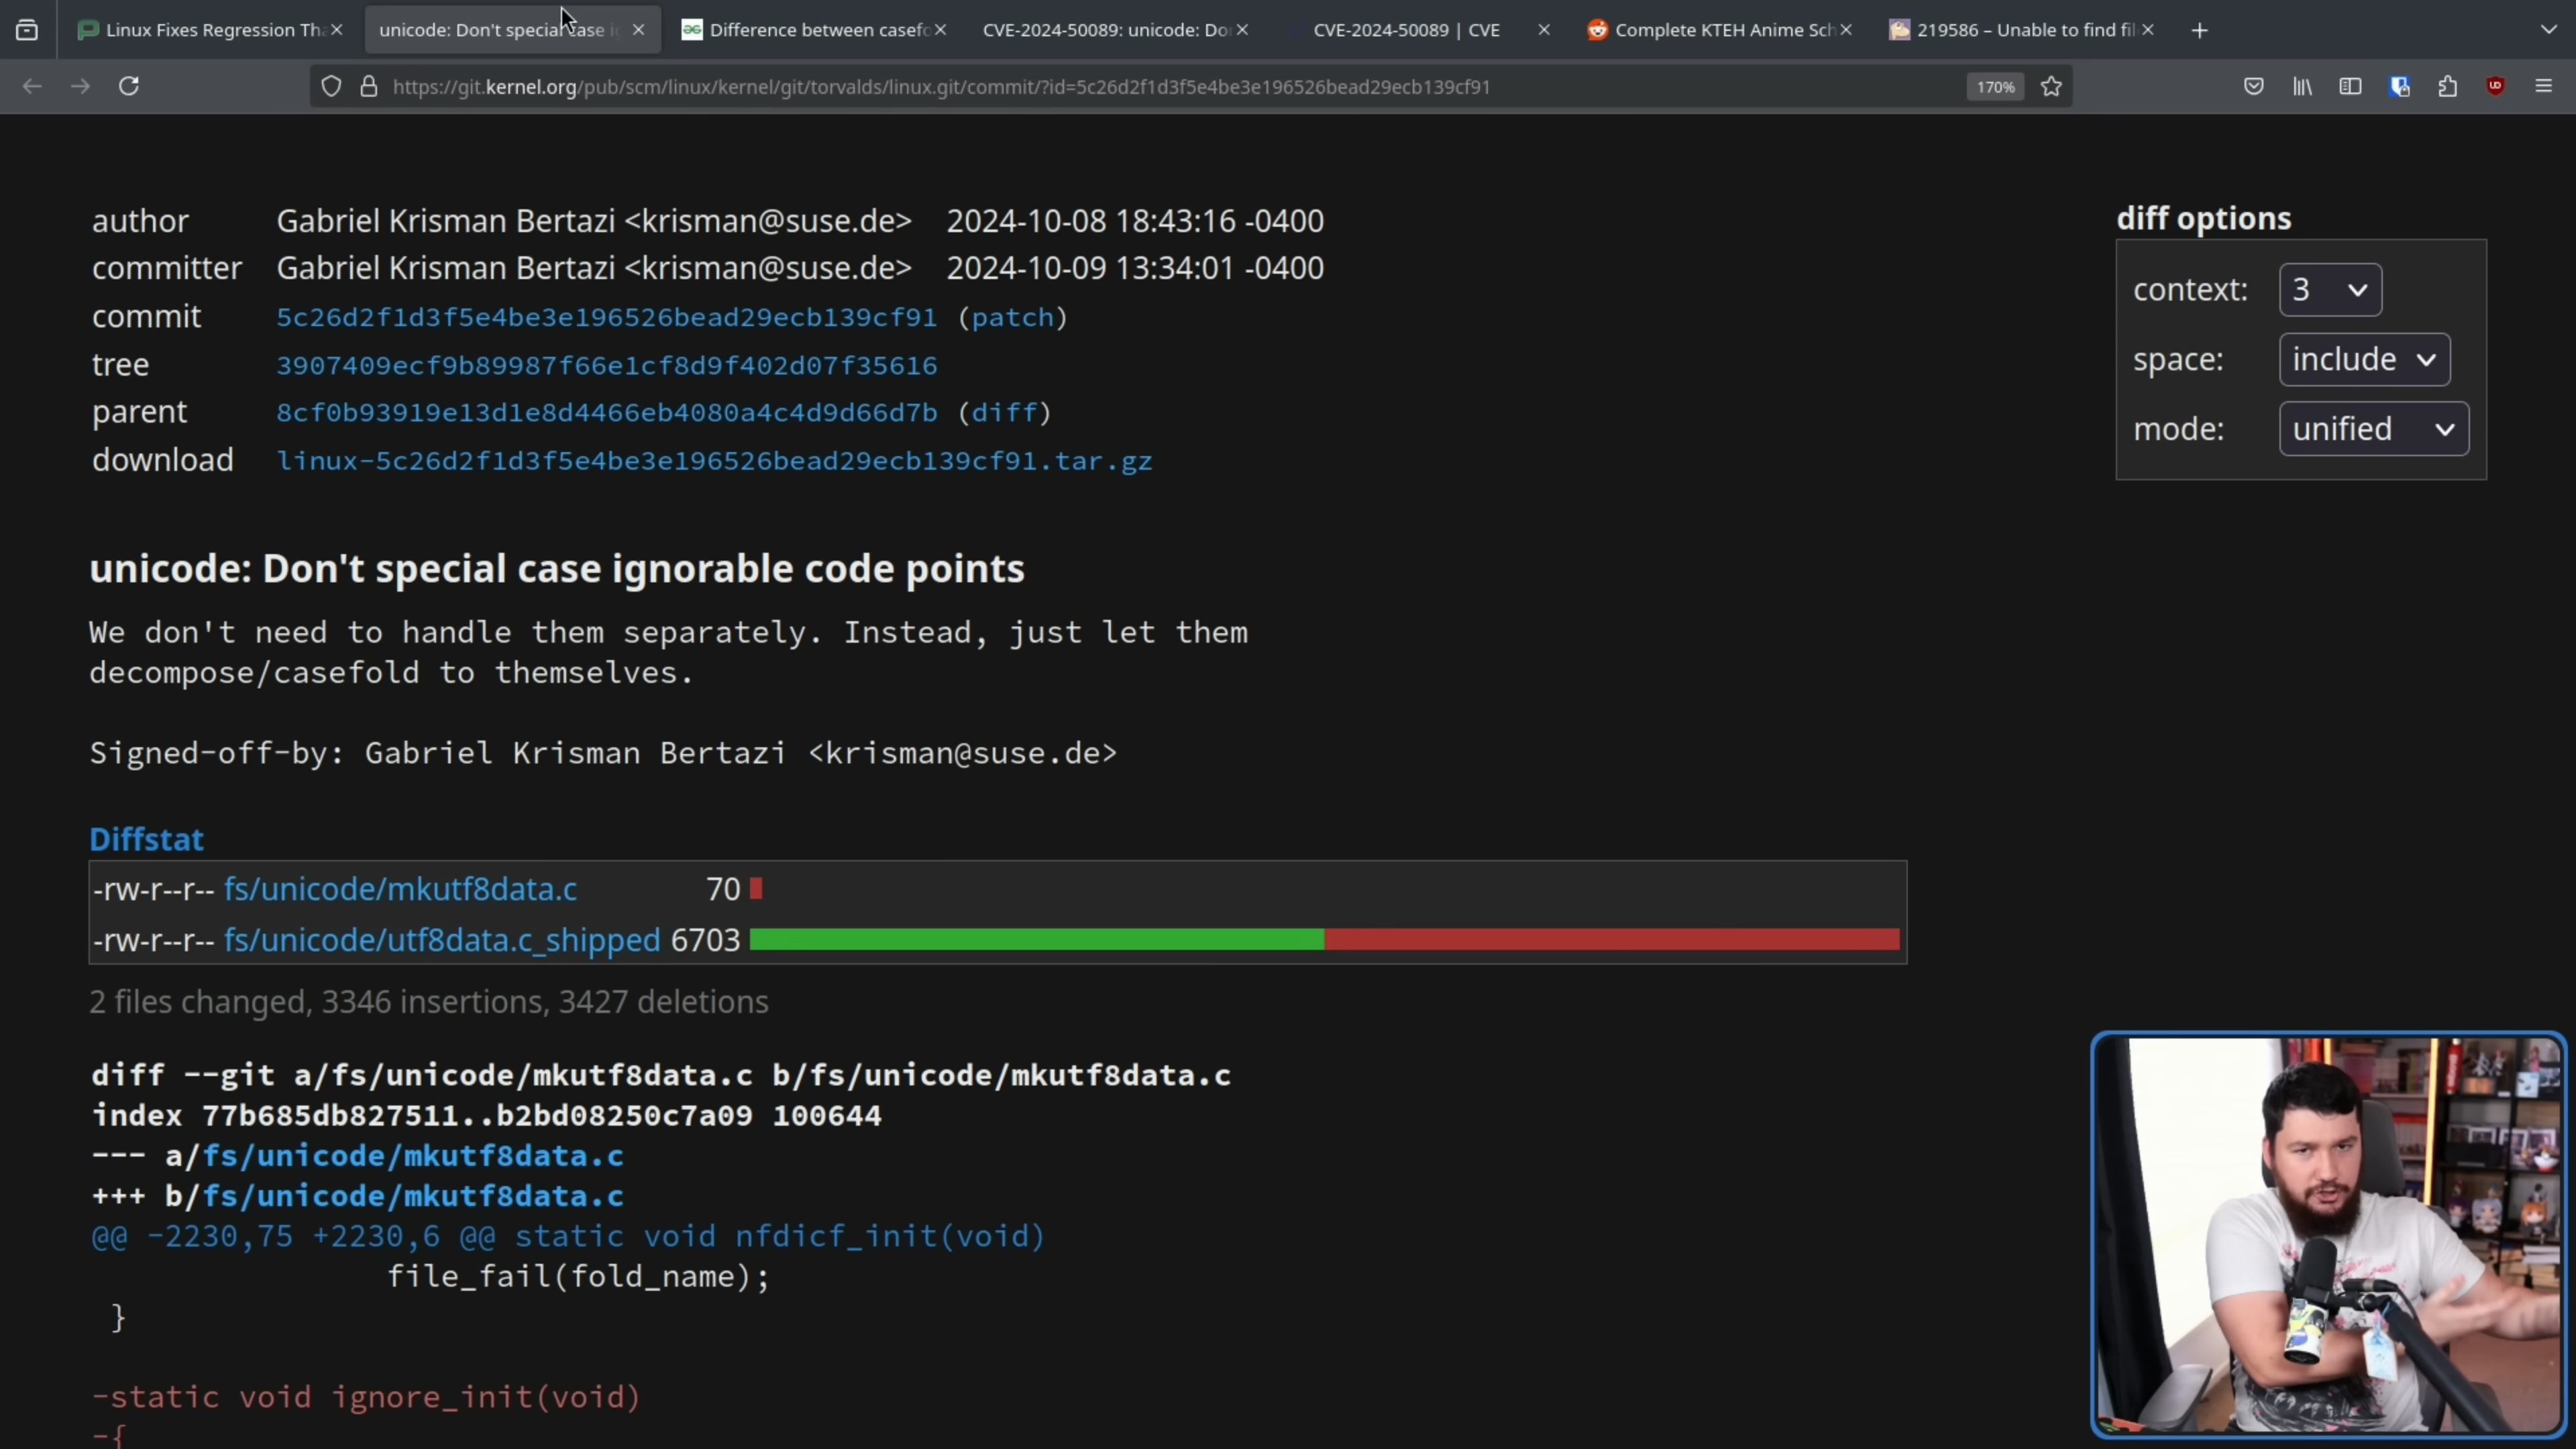 Linux Fixes Regression Tha
unicode: Don't special case ig
Difference between casefo
CVE-2024-50089: unicode: Do
CVE-2024-50089 | CVE
Complete KTEH Anime Sch
219586 – Unable to find fil
https://git.kernel.org/pub/scm/linux/kernel/git/torvalds/linux.git/commit/?id=5c26d2f1d3f5e4be3e196526bead29ecb139cf91
170%
author Gabriel Krisman Bertazi <krisman@suse.de> 2024-10-08 18:43:16 -0400
committer Gabriel Krisman Bertazi <krisman@suse.de> 2024-10-09 13:34:01 -0400
commit 5c26d2f1d3f5e4be3e196526bead29ecb139cf91 (patch)
tree 3907409ecf9b89987f66e1cf8d9f402d07f35616
parent 8cf0b93919e13d1e8d4466eb4080a4c4d9d66d7b (diff)
download linux-5c26d2f1d3f5e4be3e196526bead29ecb139cf91.tar.gz
diff options
context: 3
space: include
mode: unified
unicode: Don't special case ignorable code points
We don't need to handle them separately. Instead, just let them
decompose/casefold to themselves.
Signed-off-by: Gabriel Krisman Bertazi <krisman@suse.de>
Diffstat
-rw-r--r-- fs/unicode/mkutf8data.c 70
-rw-r--r-- fs/unicode/utf8data.c_shipped 6703
2 files changed, 3346 insertions, 3427 deletions
diff --git a/fs/unicode/mkutf8data.c b/fs/unicode/mkutf8data.c
index 77b685db827511..b2bd08250c7a09 100644
--- a/fs/unicode/mkutf8data.c
+++ b/fs/unicode/mkutf8data.c
@@ -2230,75 +2230,6 @@ static void nfdicf_init(void)
file_fail(fold_name);
}
-static void ignore_init(void)
-{